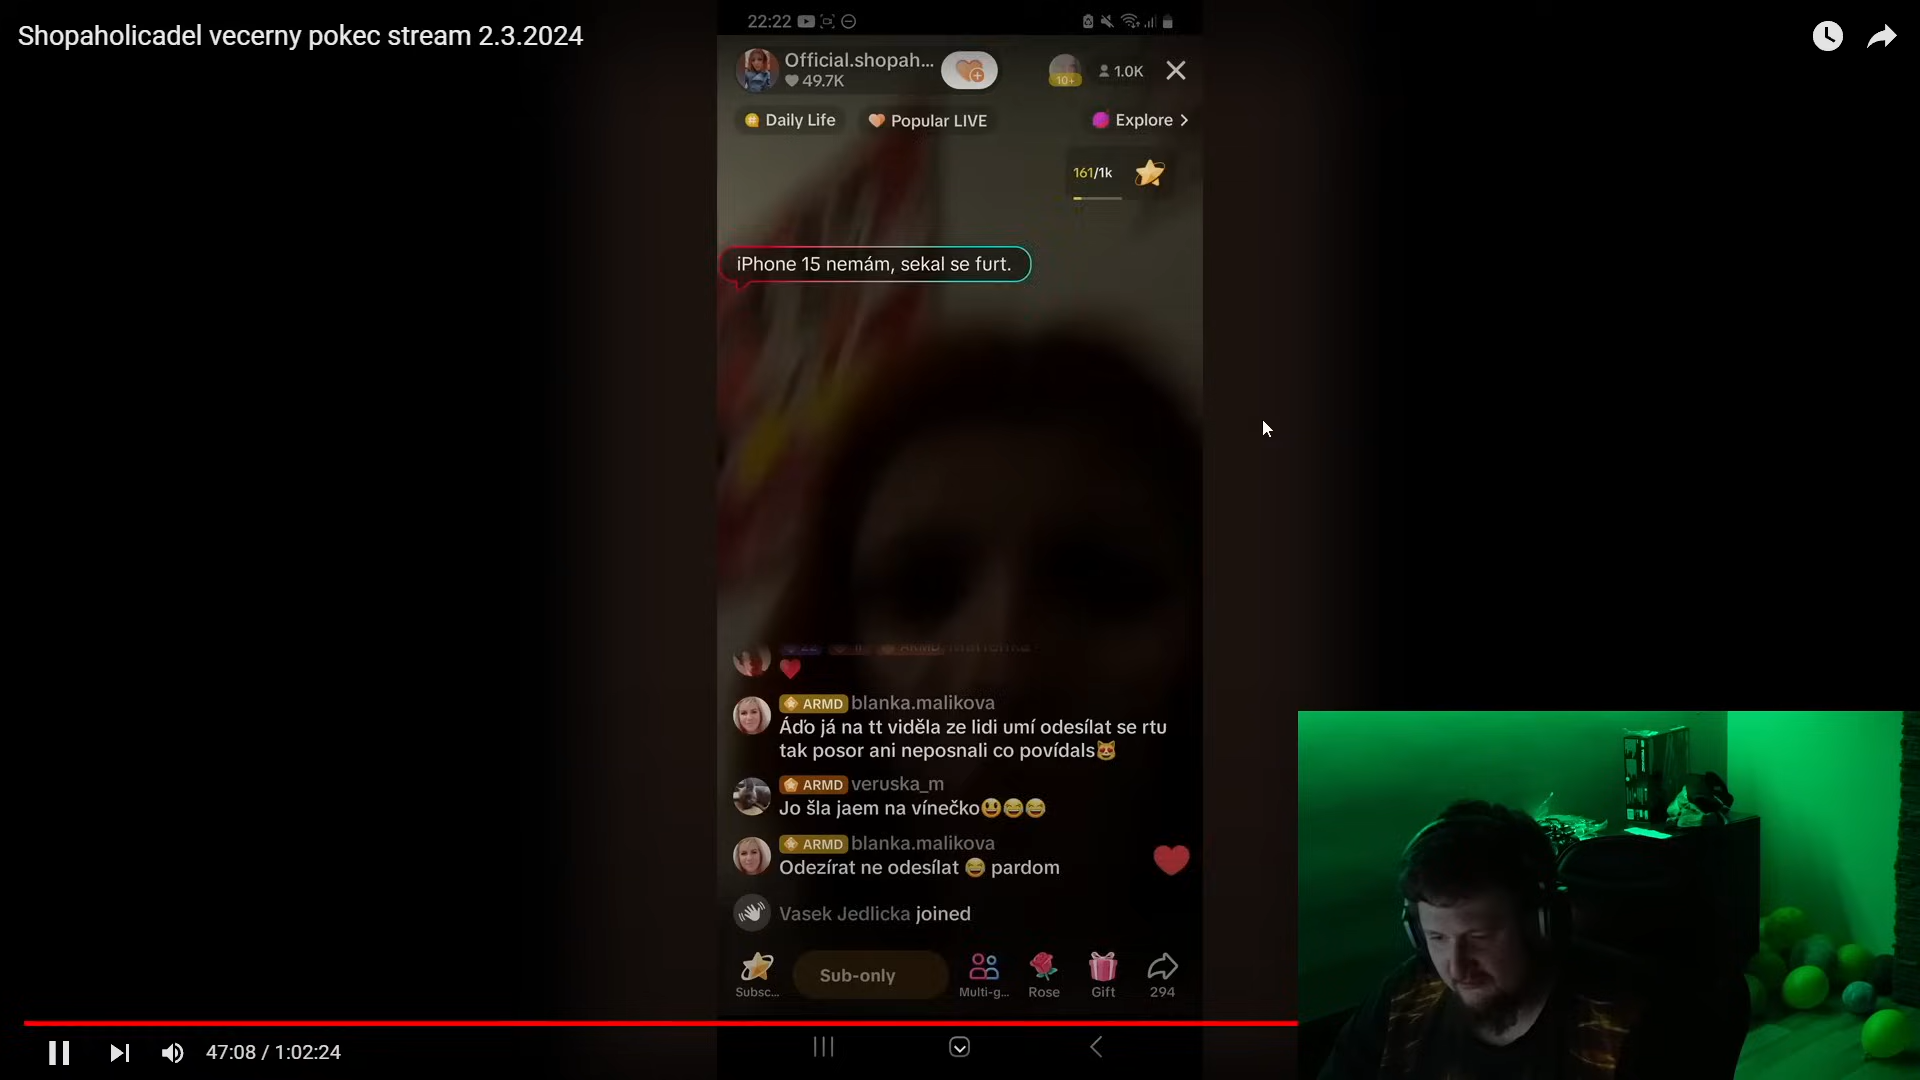 Shopaholicadel vecerny pokec stream 2.3.2024
22:22
Official.shopah...
49.7K
10+
1.0K
Daily Life
Popular LIVE
Explore
161/1k
iPhone 15 nemám, sekal se furt.
22
ARMD
ARMD blanka.malikova
Áďo já na tt viděla ze lidi umí odesílat se rtu
tak posor ani neposnali co povídals
ARMD veruska_m
Jo šla jaem na vínečko
ARMD blanka.malikova
Odezírat ne odesílat pardom
Vasek Jedlicka joined
Subsc...
Sub-only
Multi-g...
Rose
Gift
294
47:08 / 1:02:24